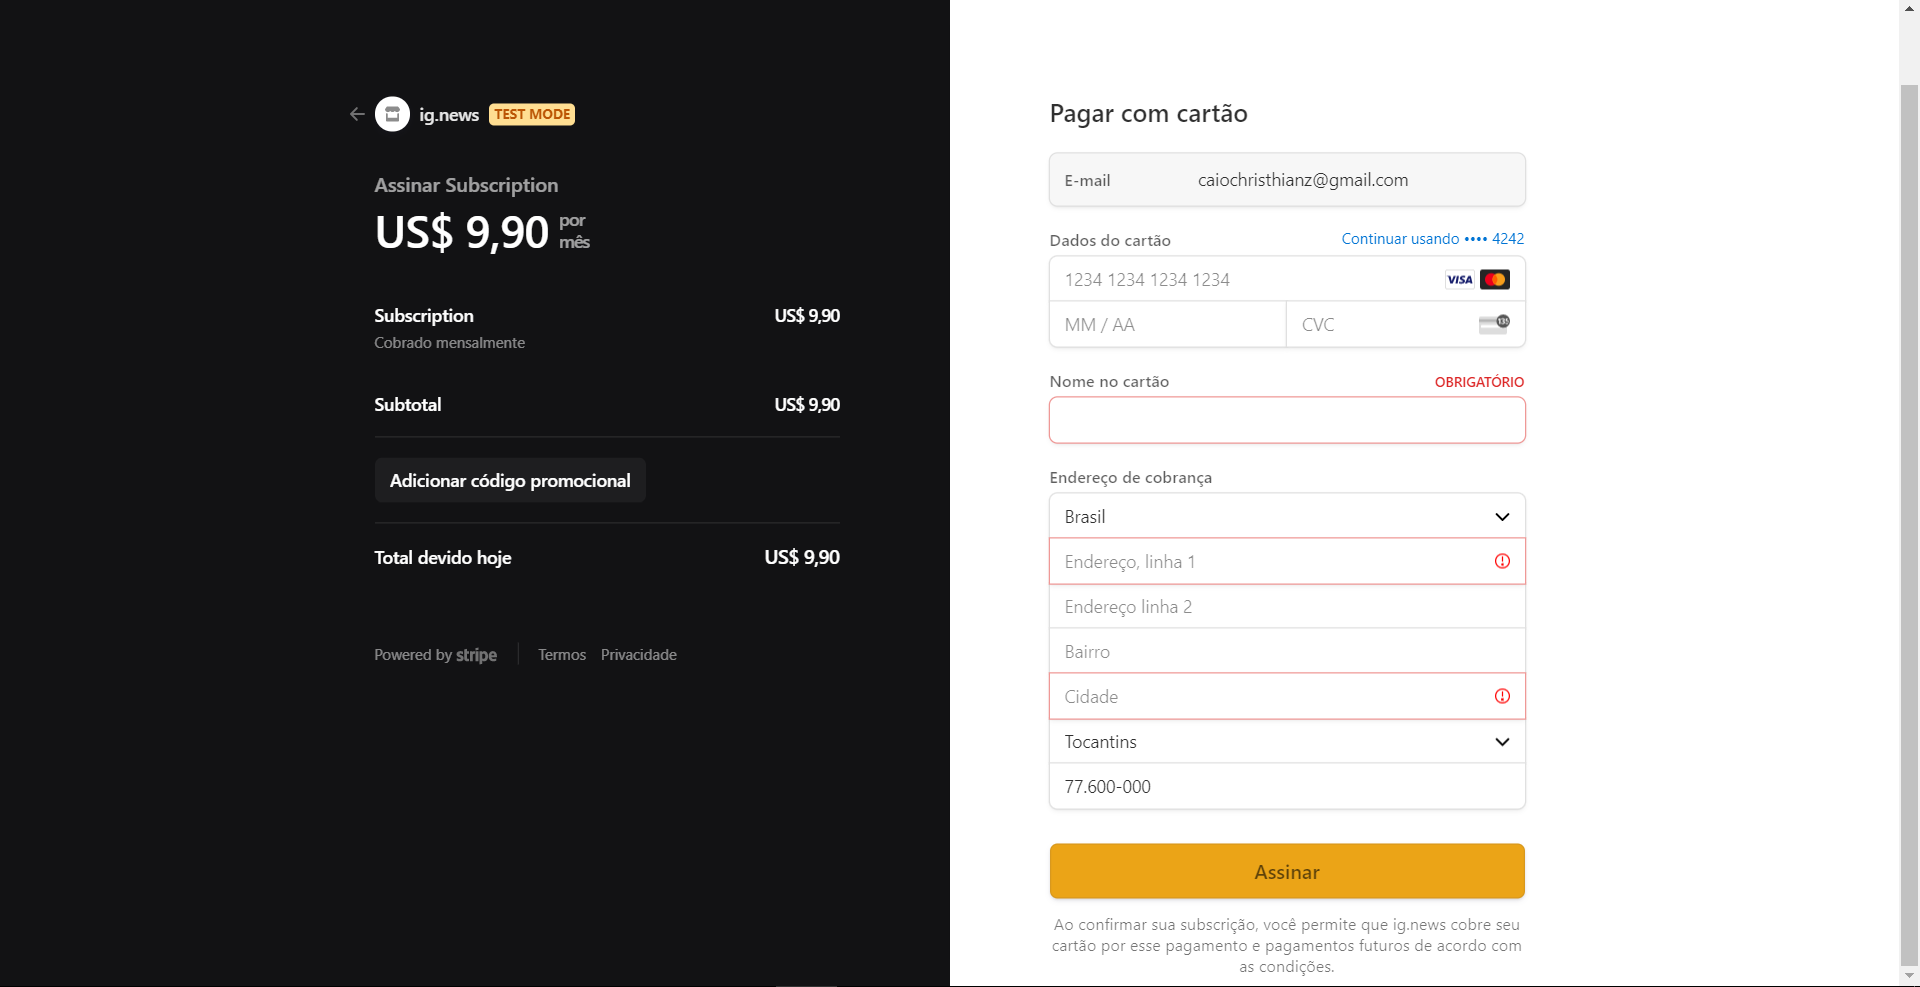 ig.news TEST MODE
Assinar Subscription
US$ 9,90 por
mês
Subscription US$ 9,90
Cobrado mensalmente
Subtotal US$ 9,90
Adicionar código promocional
Total devido hoje US$ 9,90
Powered by stripe Termos Privacidade
Pagar com cartão
E-mail caiochristhianz@gmail.com
Dados do cartão Continuar usando •••• 4242
1234 1234 1234 1234 VISA
MM / AA CVC 135
Nome no cartão OBRIGATÓRIO
Endereço de cobrança
Brasil
Endereço, linha 1
Endereço linha 2
Bairro
Cidade
Tocantins
77.600-000
Assinar
Ao confirmar sua subscrição, você permite que ig.news cobre seu
cartão por esse pagamento e pagamentos futuros de acordo com
as condições.